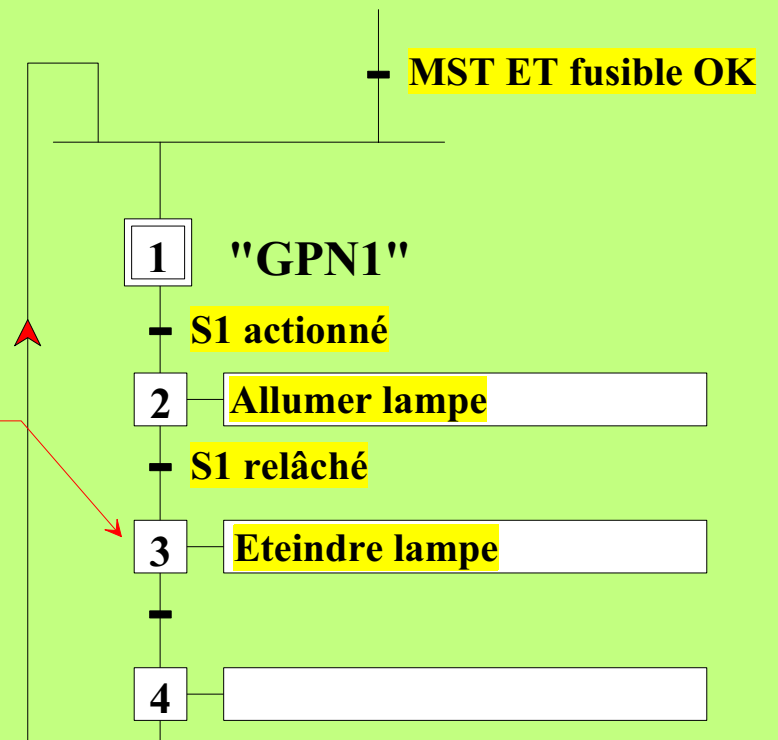 MST ET fusible OK
1 "GPN1"
S1 actionné
2 Allumer lampe
S1 relâché
3 Eteindre lampe
4